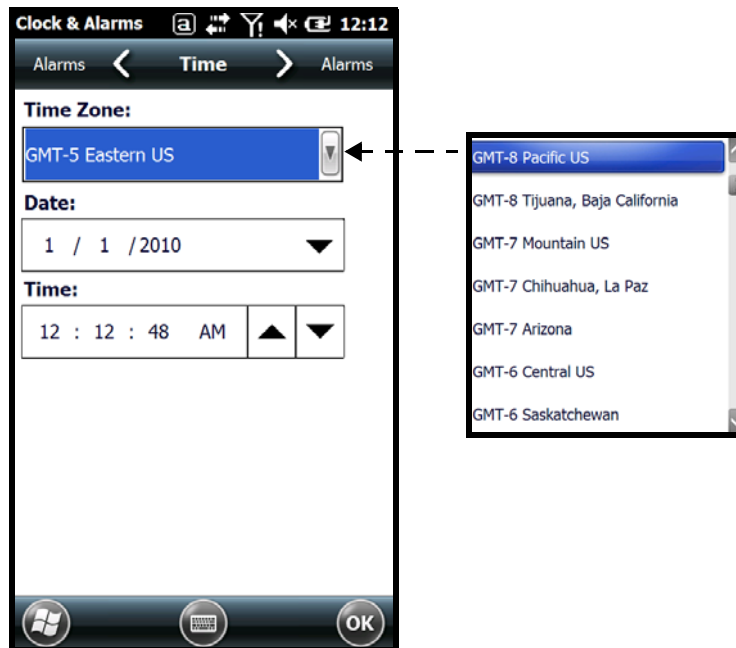 Clock & Alarms a 12:12
Alarms Time Alarms
Time Zone:
GMT-5 Eastern US
Date:
1 / 1 / 2010
Time:
12 : 12 : 48 AM
OK
GMT-8 Pacific US
GMT-8 Tijuana, Baja California
GMT-7 Mountain US
GMT-7 Chihuahua, La Paz
GMT-7 Arizona
GMT-6 Central US
GMT-6 Saskatchewan